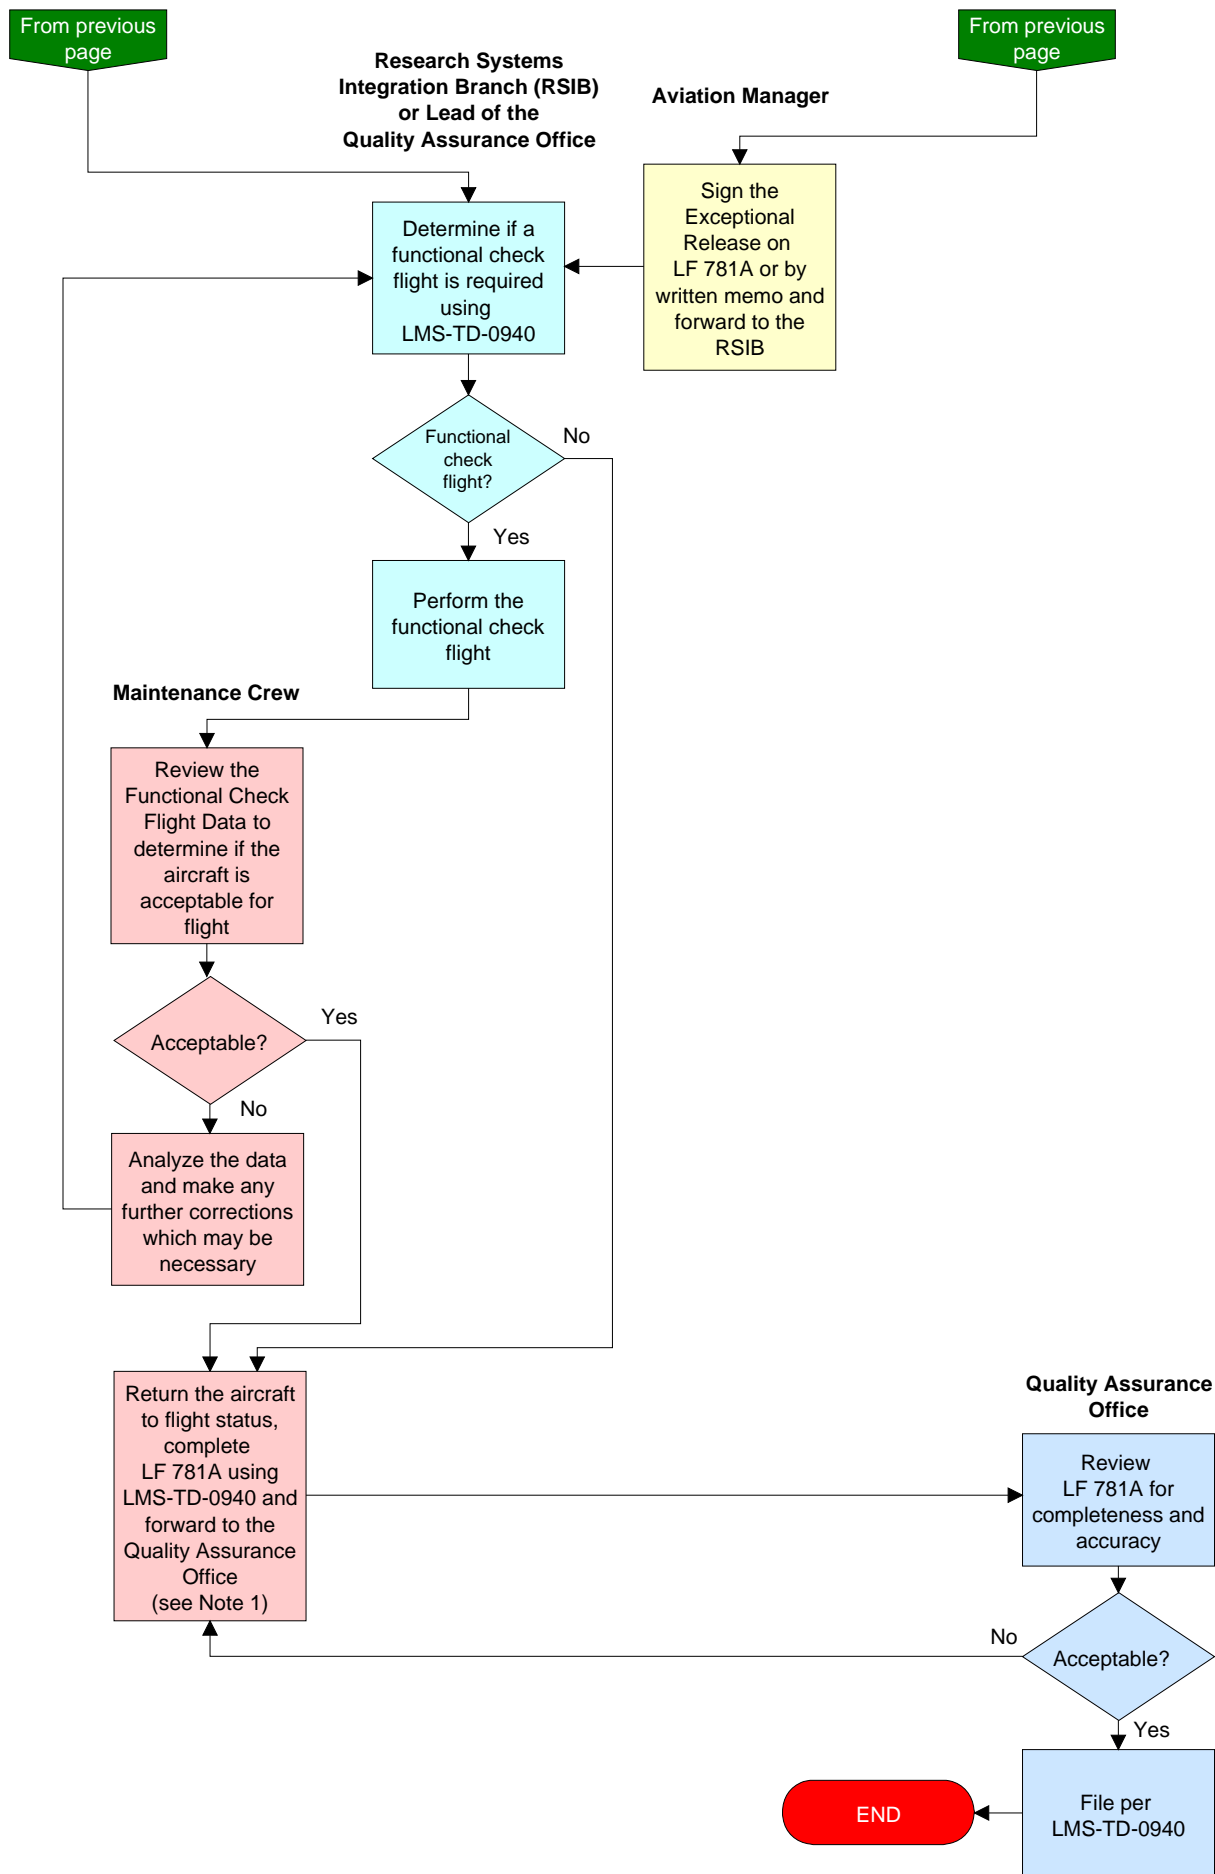 From previous
page
From previous
page
Research Systems
Integration Branch (RSIB)
or Lead of the
Quality Assurance Office
Aviation Manager
Determine if a
functional check
flight is required
using
LMS-TD-0940
Sign the
Exceptional
Release on
LF 781A or by
written memo and
forward to the
RSIB
Functional
check
flight?
No
Yes
Perform the
functional check
flight
Maintenance Crew
Review the
Functional Check
Flight Data to
determine if the
aircraft is
acceptable for
flight
Acceptable?
Yes
No
Analyze the data
and make any
further corrections
which may be
necessary
Return the aircraft
to flight status,
complete
LF 781A using
LMS-TD-0940 and
forward to the
Quality Assurance
Office
(see Note 1)
Quality Assurance
Office
Review
LF 781A for
completeness and
accuracy
No
Acceptable?
Yes
File per
LMS-TD-0940
END